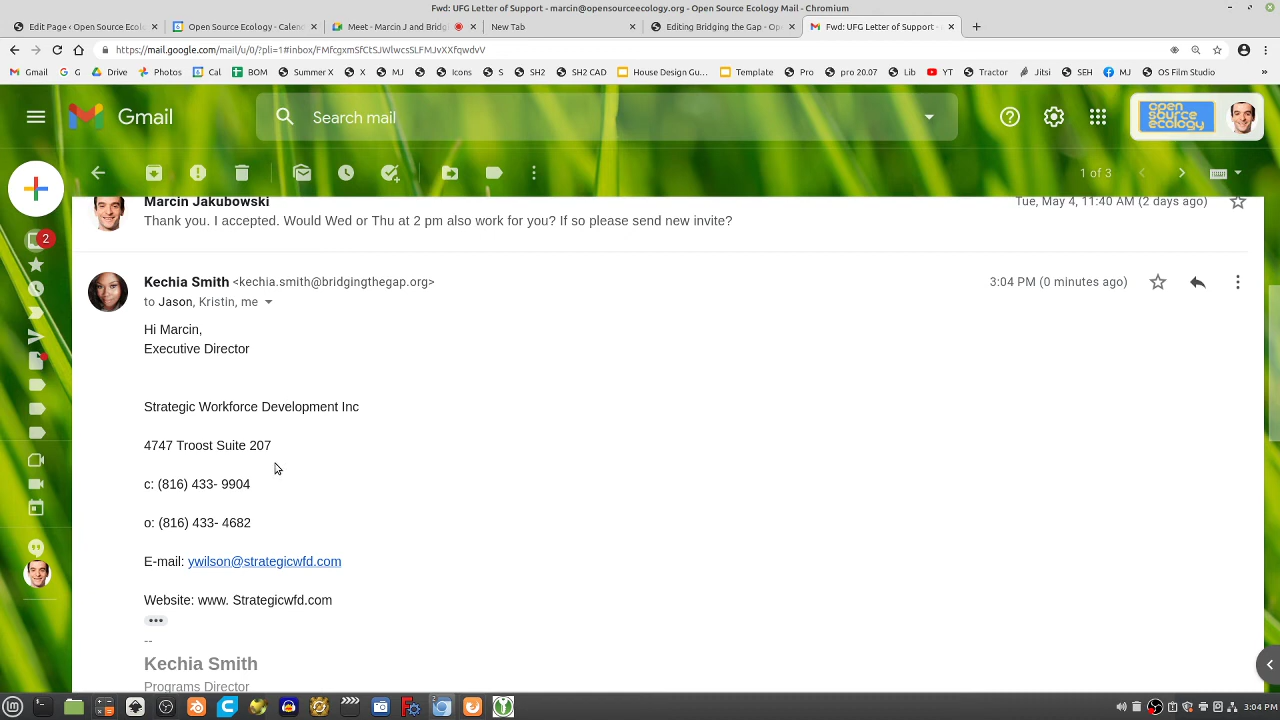 Fwd: UFG Letter of Support - marcin@opensourceecology.org - Open Source Ecology Mail - Chromium
Edit Page ‹ Open Source Ecol
Open Source Ecology - Calend
Meet - Marcin J and Bridg
New Tab
Editing Bridging the Gap - Op
Fwd: UFG Letter of Support -
https://mail.google.com/mail/u/0/?pli=1#inbox/FMfcgxmSfCtSJWlwcsSLFMJvXXfqwdvV
Gmail
G
Drive
Photos
Cal
BOM
Summer X
X
MJ
Icons
S
SH2
SH2 CAD
House Design Gu...
Template
Pro
pro 20.07
Lib
YT
Tractor
Jitsi
SEH
MJ
OS Film Studio
»
Gmail
Search mail
open source ecology
1 of 3
Marcin Jakubowski
Tue, May 4, 11:40 AM (2 days ago)
Thank you. I accepted. Would Wed or Thu at 2 pm also work for you? If so please send new invite?
2
Kechia Smith <kechia.smith@bridgingthegap.org>
3:04 PM (0 minutes ago)
to Jason, Kristin, me
Hi Marcin,
Executive Director
Strategic Workforce Development Inc
4747 Troost Suite 207
c: (816) 433- 9904
o: (816) 433- 4682
E-mail: ywilson@strategicwfd.com
Website: www. Strategicwfd.com
--
Kechia Smith
Programs Director
3:04 PM